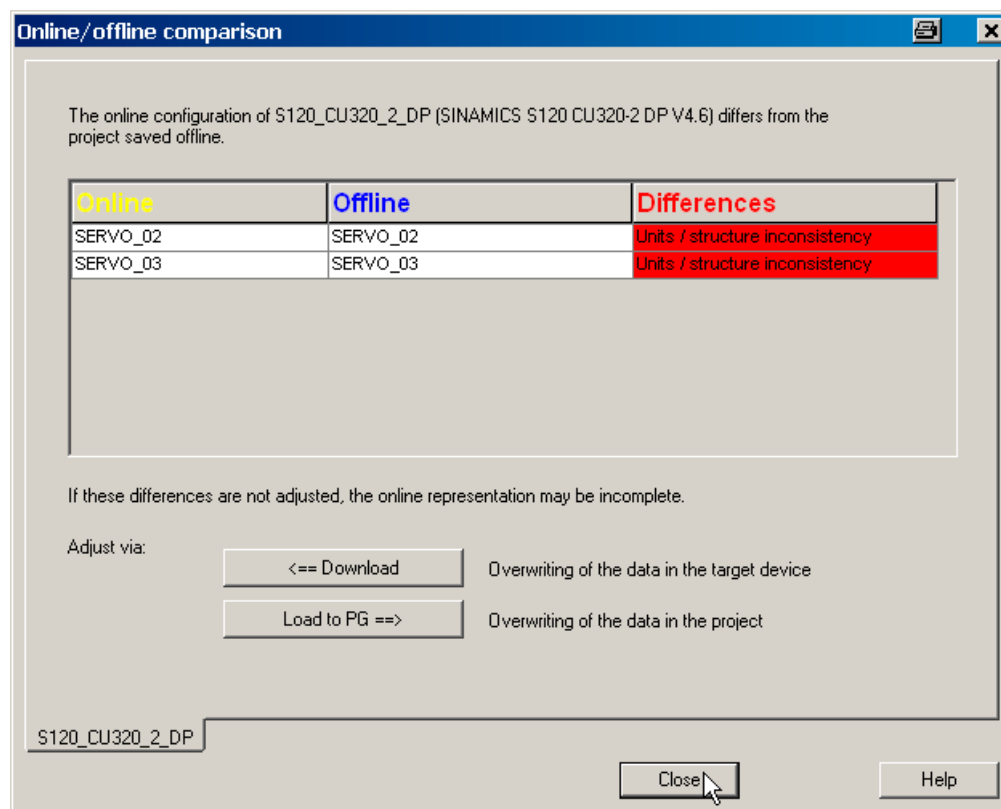 Online/offline comparison
The online configuration of S120_CU320_2_DP (SINAMICS S120 CU320-2 DP V4.6) differs from the
project saved offline.
Online Offline Differences
SERVO_02 SERVO_02 Units / structure inconsistency
SERVO_03 SERVO_03 Units / structure inconsistency
If these differences are not adjusted, the online representation may be incomplete.
Adjust via:
<== Download Overwriting of the data in the target device
Load to PG ==> Overwriting of the data in the project
S120_CU320_2_DP
Close Help